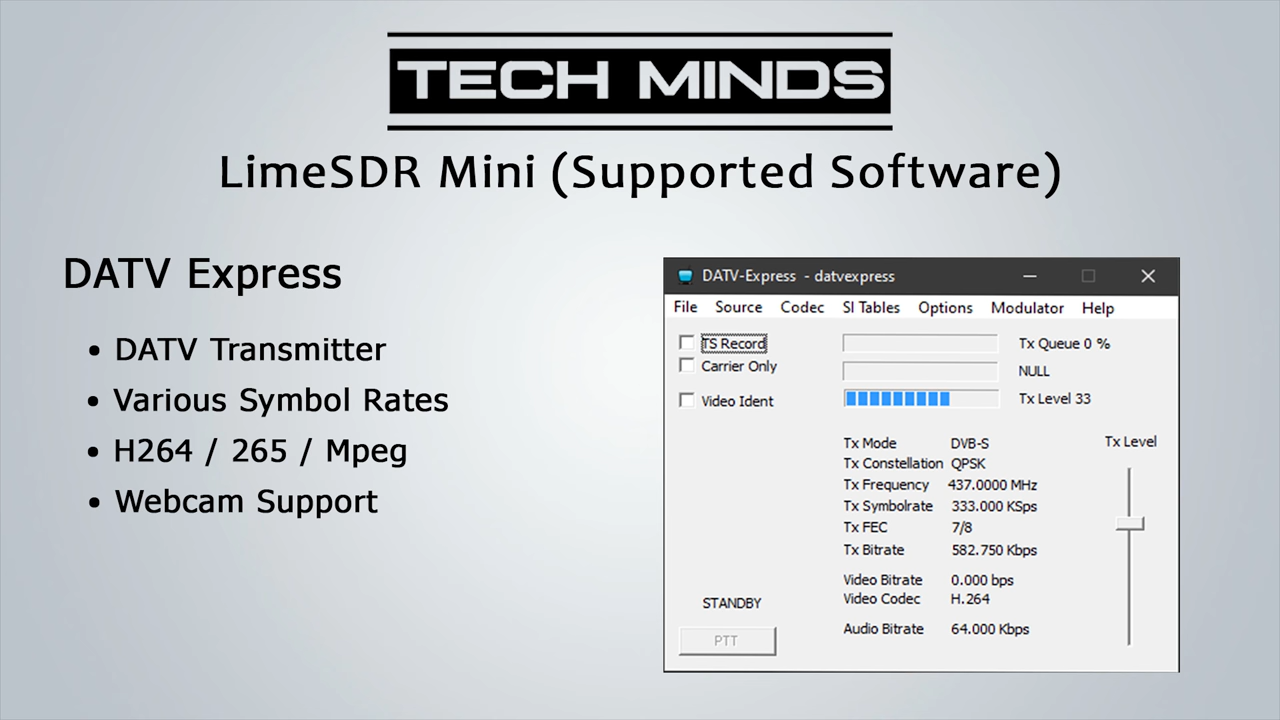 TECH MINDS
LimeSDR Mini (Supported Software)
DATV Express
• DATV Transmitter
• Various Symbol Rates
• H264 / 265 / Mpeg
• Webcam Support
DATV-Express - datvexpress
File Source Codec SI Tables Options Modulator Help
TS Record Tx Queue 0 %
Carrier Only NULL
Video Ident Tx Level 33
Tx Mode DVB-S Tx Level
Tx Constellation QPSK
Tx Frequency 437.0000 MHz
Tx Symbolrate 333.000 KSps
Tx FEC 7/8
Tx Bitrate 582.750 Kbps
Video Bitrate 0.000 bps
Video Codec H.264
STANDBY
Audio Bitrate 64.000 Kbps
PTT